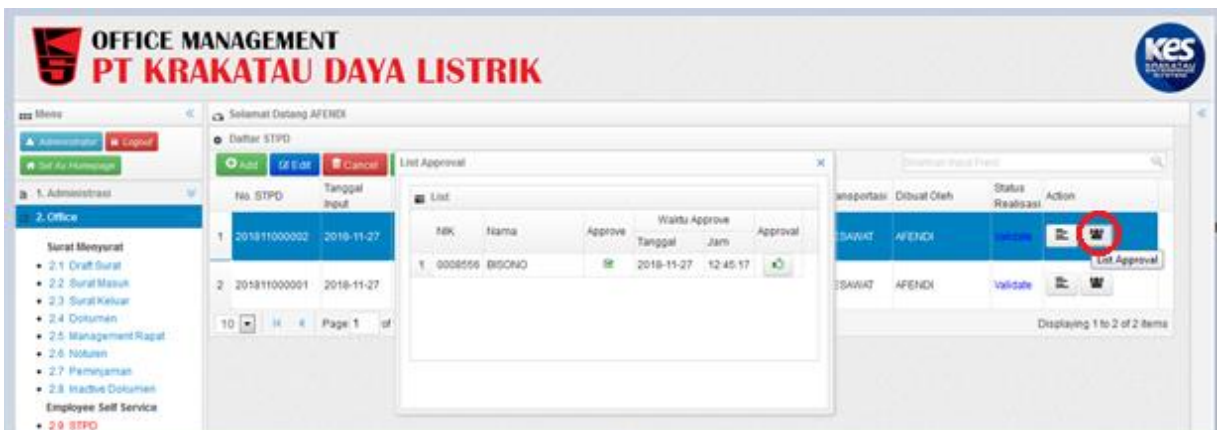 OFFICE MANAGEMENT
PT KRAKATAU DAYA LISTRIK
Kes
Menu
Selamat Datang AFENDI
Administrator Logout
Daftar STPD
Set As Homepage
Add Edit Cancel
List Approval
1. Administrasi
No. STPD Tanggal Input
List
Transportasi Dibuat Oleh Status Realisasi Action
2. Office
NIK Nama Approve Waktu Approve Approval
Tanggal Jam
1 201811000002 2018-11-27
AFENDI
Surat Menyurat
1 0008556 BISONO 2018-11-27 12:45:17
List Approval
2.1 Draft Surat
2.2 Surat Masuk
2 201811000001 2018-11-27
AFENDI Validate
2.3 Surat Keluar
2.4 Dokumen
10 Page 1 of
Displaying 1 to 2 of 2 items
2.5 Management Rapat
2.6 Notulen
2.7 Peminjaman
2.8 Inactive Dokumen
Employee Self Service
2.9 STPD